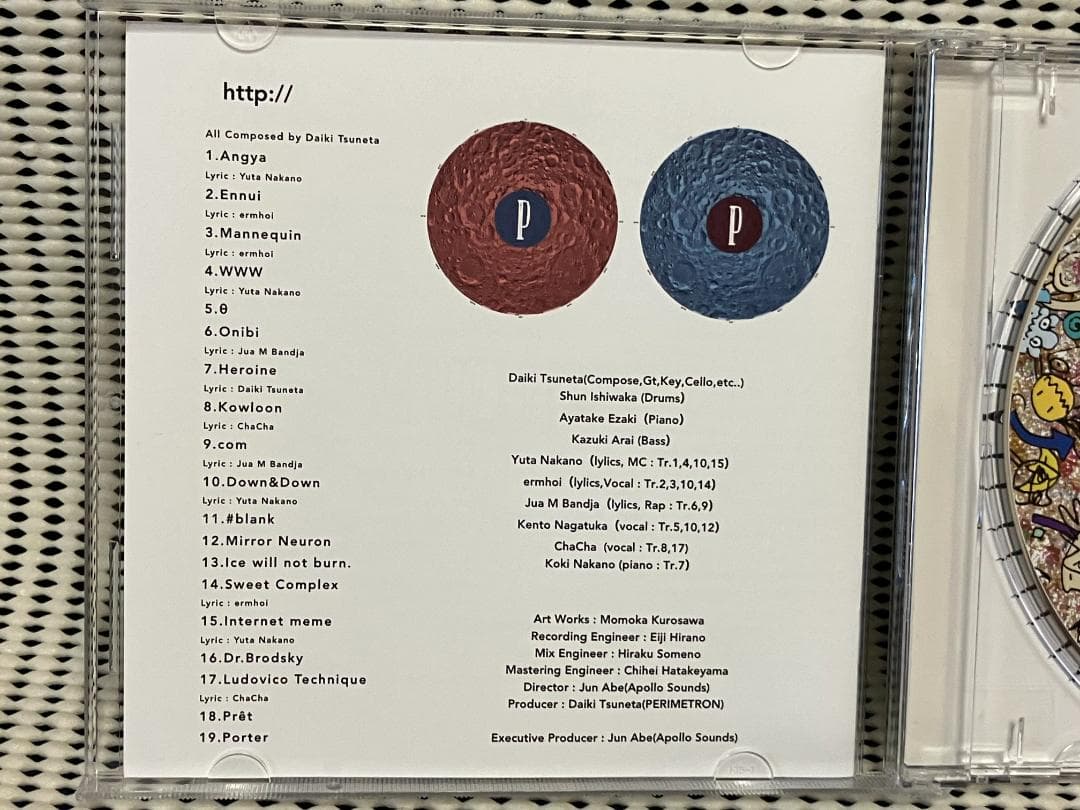 http://
All Composed by Daiki Tsuneta
1.Angya
Lyric : Yuta Nakano
2.Ennui
Lyric : ermhoi
3.Mannequin
Lyric : ermhoi
4.WWW
Lyric : Yuta Nakano
5.θ
6.Onibi
Lyric : Jua M Bandja
7.Heroine
Lyric : Daiki Tsuneta
8.Kowloon
Lyric : ChaCha
9.com
Lyric : Jua M Bandja
10.Down&Down
Lyric : Yuta Nakano
11.#blank
12.Mirror Neuron
13.Ice will not burn.
14.Sweet Complex
Lyric : ermhoi
15.Internet meme
Lyric : Yuta Nakano
16.Dr.Brodsky
17.Ludovico Technique
Lyric : ChaCha
18.Prêt
19.Porter
P
P
Daiki Tsuneta(Compose,Gt,Key,Cello,etc..)
Shun Ishiwaka (Drums)
Ayatake Ezaki (Piano)
Kazuki Arai (Bass)
Yuta Nakano (lylics, MC : Tr.1,4,10,15)
ermhoi (lylics,Vocal : Tr.2,3,10,14)
Jua M Bandja (lylics, Rap : Tr.6,9)
Kento Nagatuka (vocal : Tr.5,10,12)
ChaCha (vocal : Tr.8,17)
Koki Nakano (piano : Tr.7)
Art Works : Momoka Kurosawa
Recording Engineer : Eiji Hirano
Mix Engineer : Hiraku Someno
Mastering Engineer : Chihei Hatakeyama
Director : Jun Abe(Apollo Sounds)
Producer : Daiki Tsuneta(PERIMETRON)
Executive Producer : Jun Abe(Apollo Sounds)